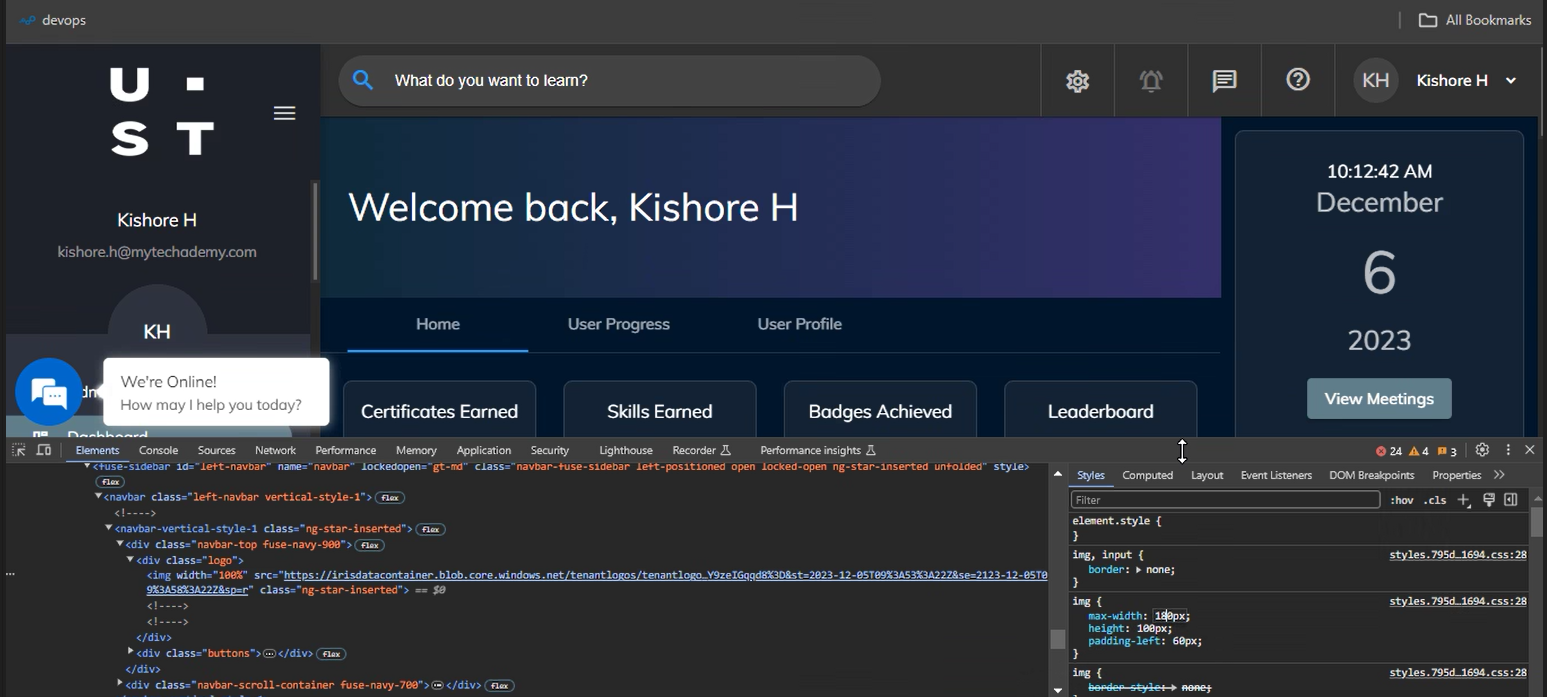 devops
All Bookmarks
U
S T
What do you want to learn?
KH
Kishore H
Kishore H
kishore.h@mytechademy.com
KH
We're Online!
How may I help you today?
Dashboard
Welcome back, Kishore H
Home
User Progress
User Profile
Certificates Earned
Skills Earned
Badges Achieved
Leaderboard
10:12:42 AM
December
6
2023
View Meetings
Elements Console Sources Network Performance Memory Application Security Lighthouse Recorder Performance insights 24 4 3
<fuse-sidebar id="left-navbar" name="navbar" lockedopen="gt-md" class="navbar-fuse-sidebar left-positioned open locked-open ng-star-inserted unfolded" style>
flex
<navbar class="left-navbar vertical-style-1"> flex
<!---->
<navbar-vertical-style-1 class="ng-star-inserted"> flex
<div class="navbar-top fuse-navy-900"> flex
<div class="logo">
<img width="100%" src="https://irisdatacontainer.blob.core.windows.net/tenantlogos/tenantlogo…Y9zeIGqqd8%3D&st=2023-12-05T09%3A53%3A22Z&se=2123-12-05T0
9%3A58%3A22Z&sp=r" class="ng-star-inserted"> == $0
<!---->
<!---->
</div>
<div class="buttons"> … </div> flex
</div>
<div class="navbar-scroll-container fuse-navy-700"> … </div> flex
Styles Computed Layout Event Listeners DOM Breakpoints Properties »
Filter :hov .cls +
element.style {
}
img, input { styles.795d…1694.css:28
border: none;
}
img { styles.795d…1694.css:28
max-width: 180px;
height: 100px;
padding-left: 60px;
}
img { styles.795d…1694.css:28
border-style: none;